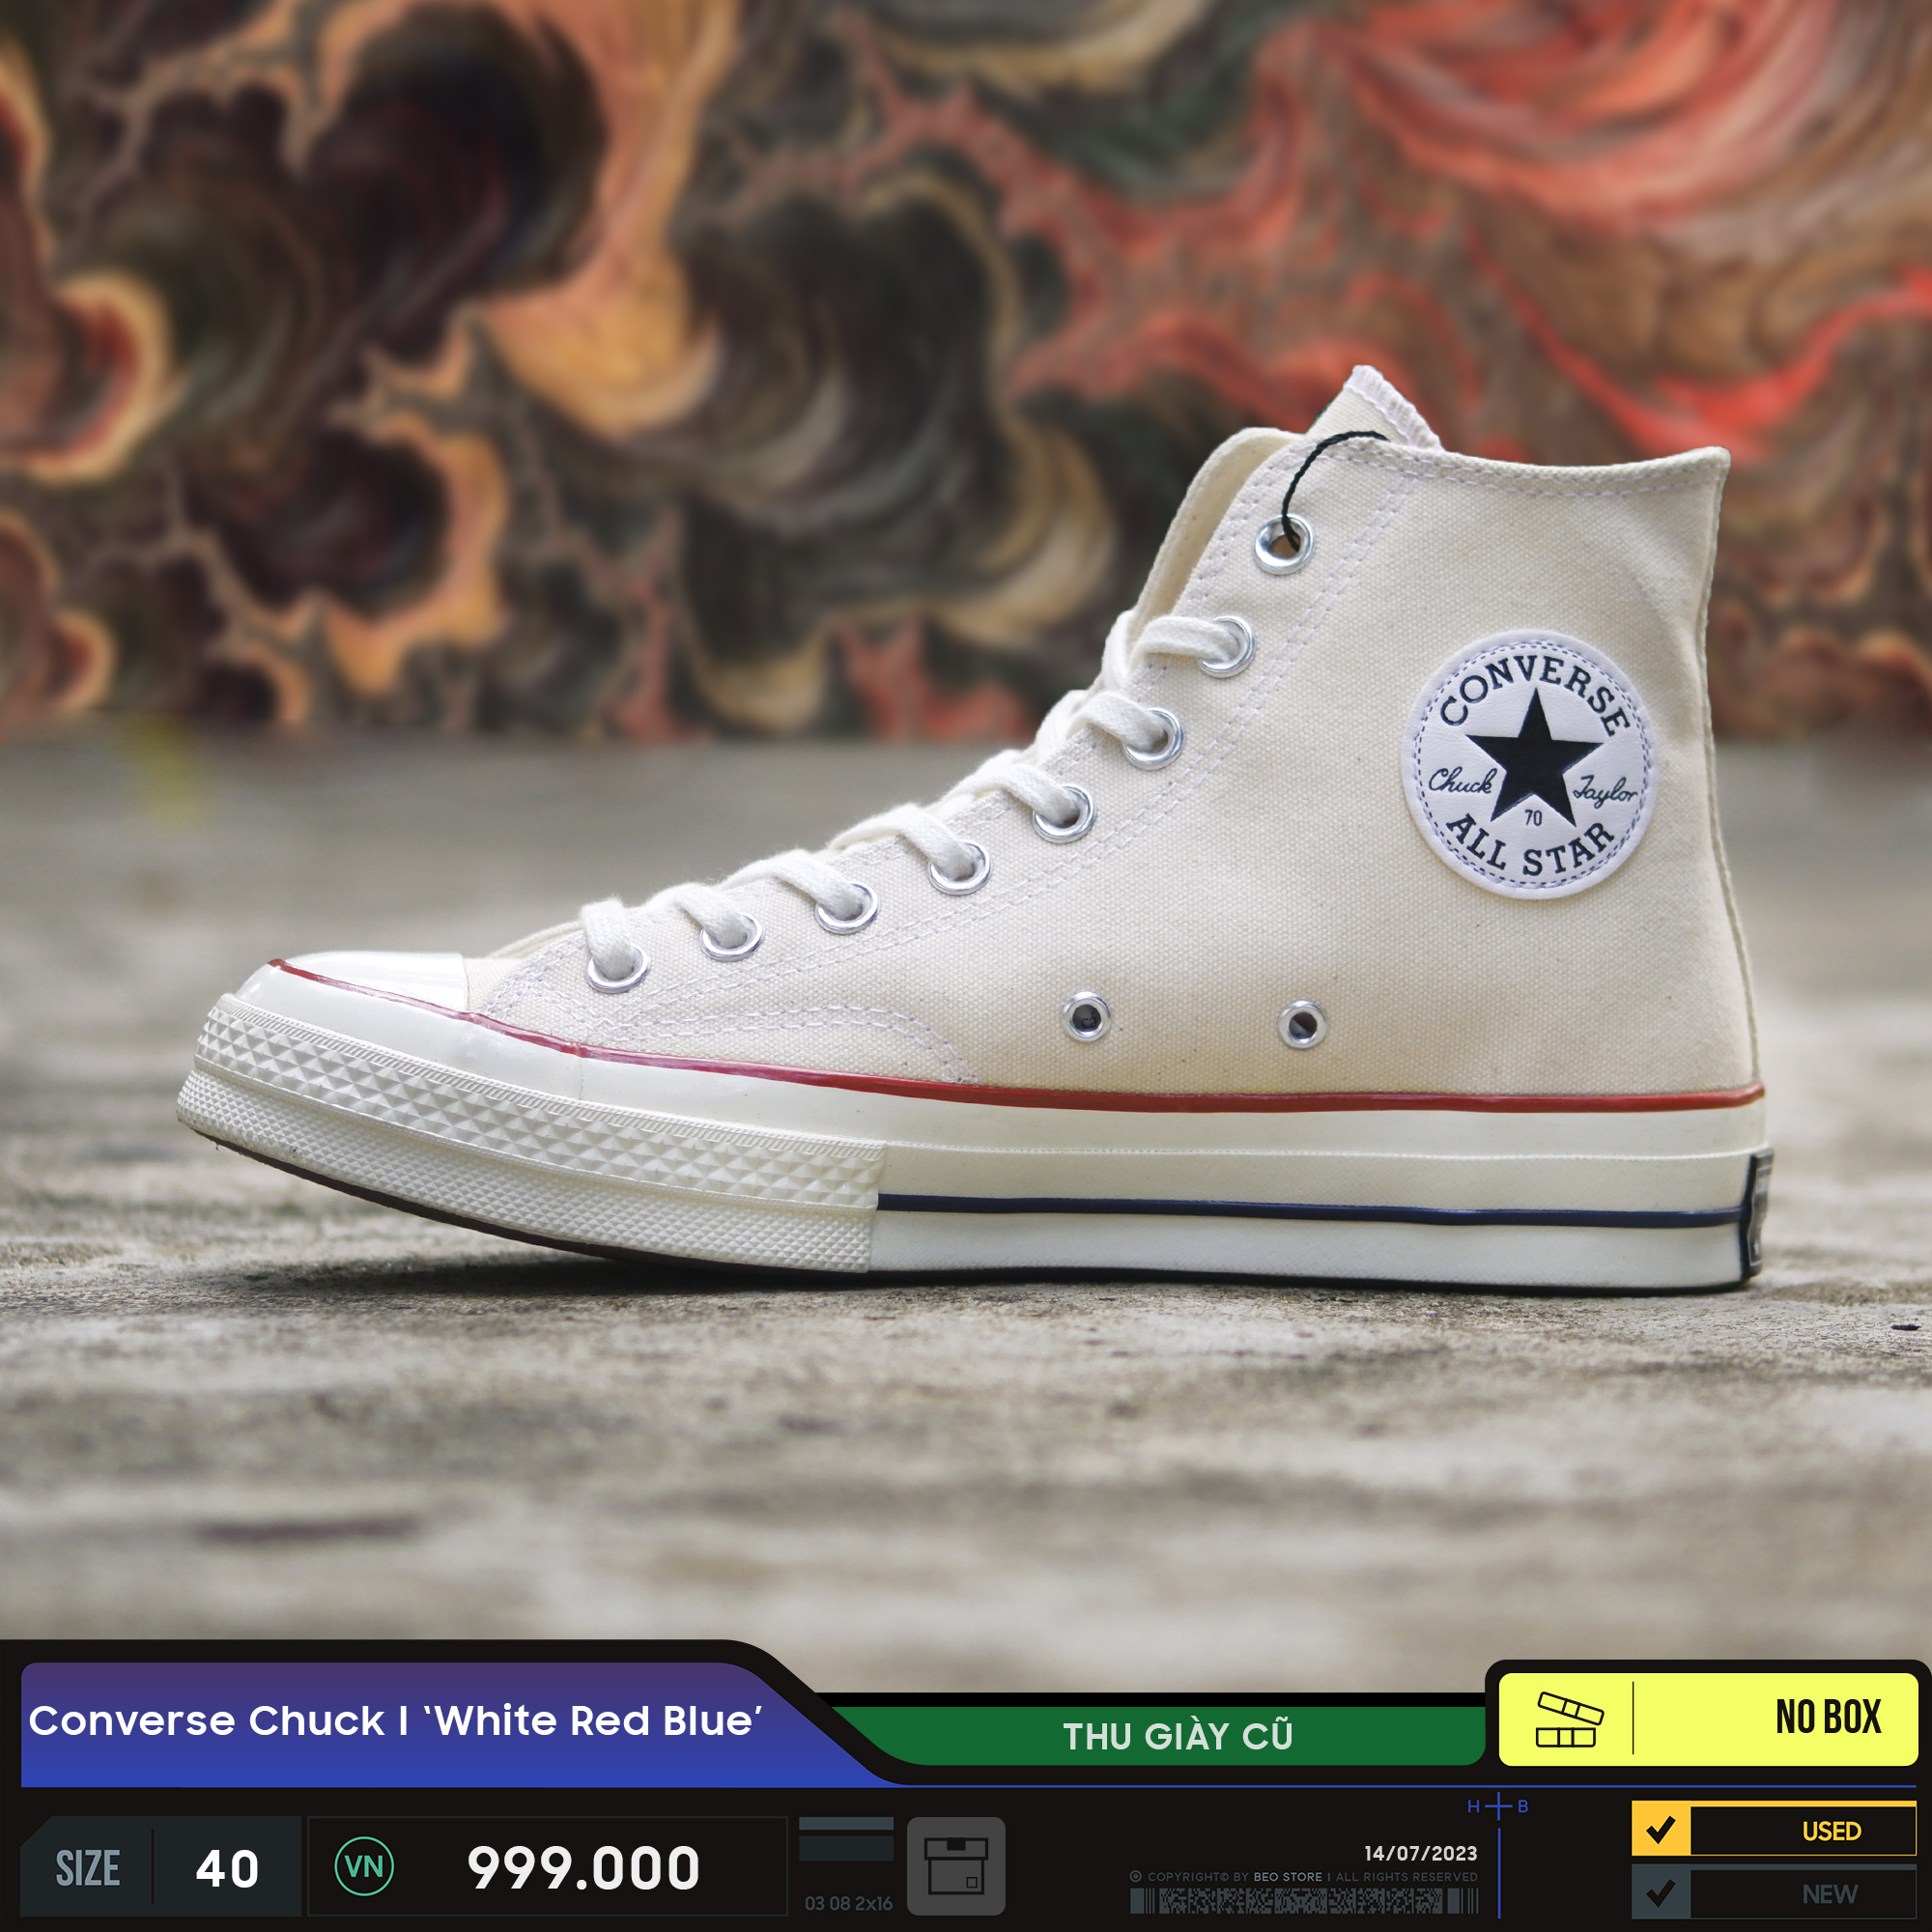 CONVERSE
Chuck Taylor
70
ALL STAR
Converse Chuck I ‘White Red Blue’
THU GIÀY CŨ
NO BOX
SIZE 40
VN 999.000
03 08 2x16
H B
14/07/2023
© COPYRIGHT© BY BEO STORE I ALL RIGHTS RESERVED
USED
NEW